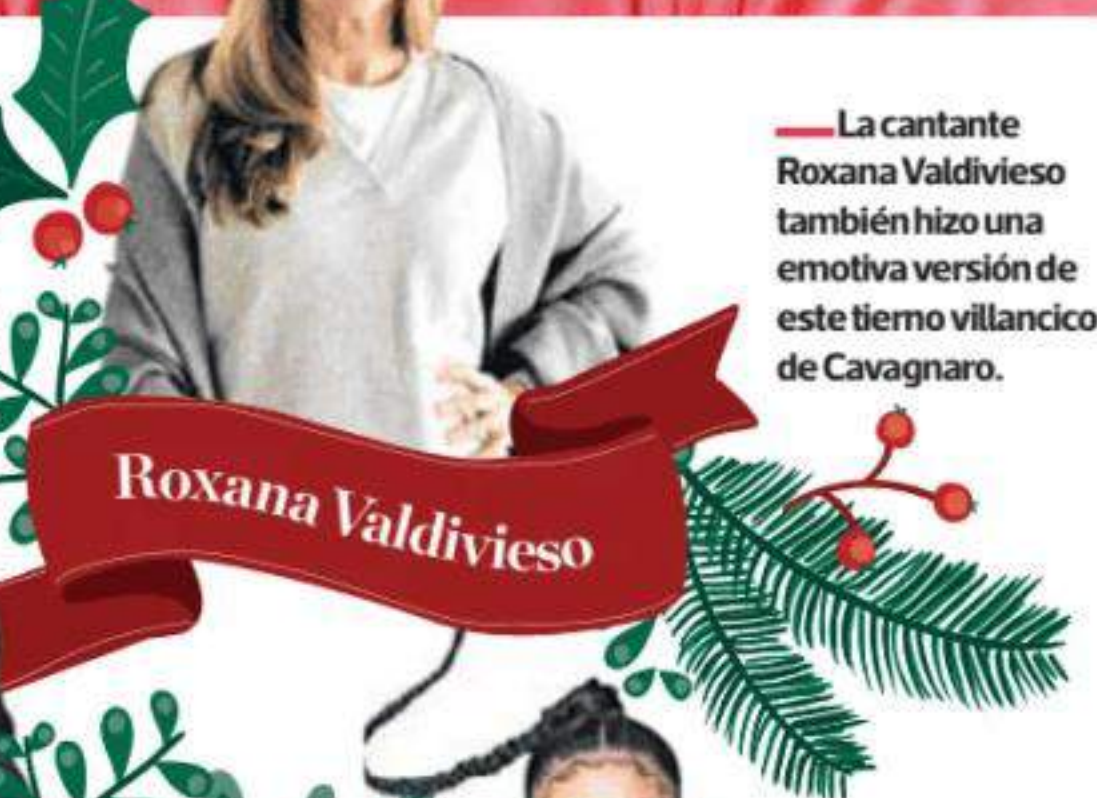 La cantante
Roxana Valdivieso
también hizo una
emotiva versión de
este tierno villancico
de Cavagnaro.
Roxana Valdivieso